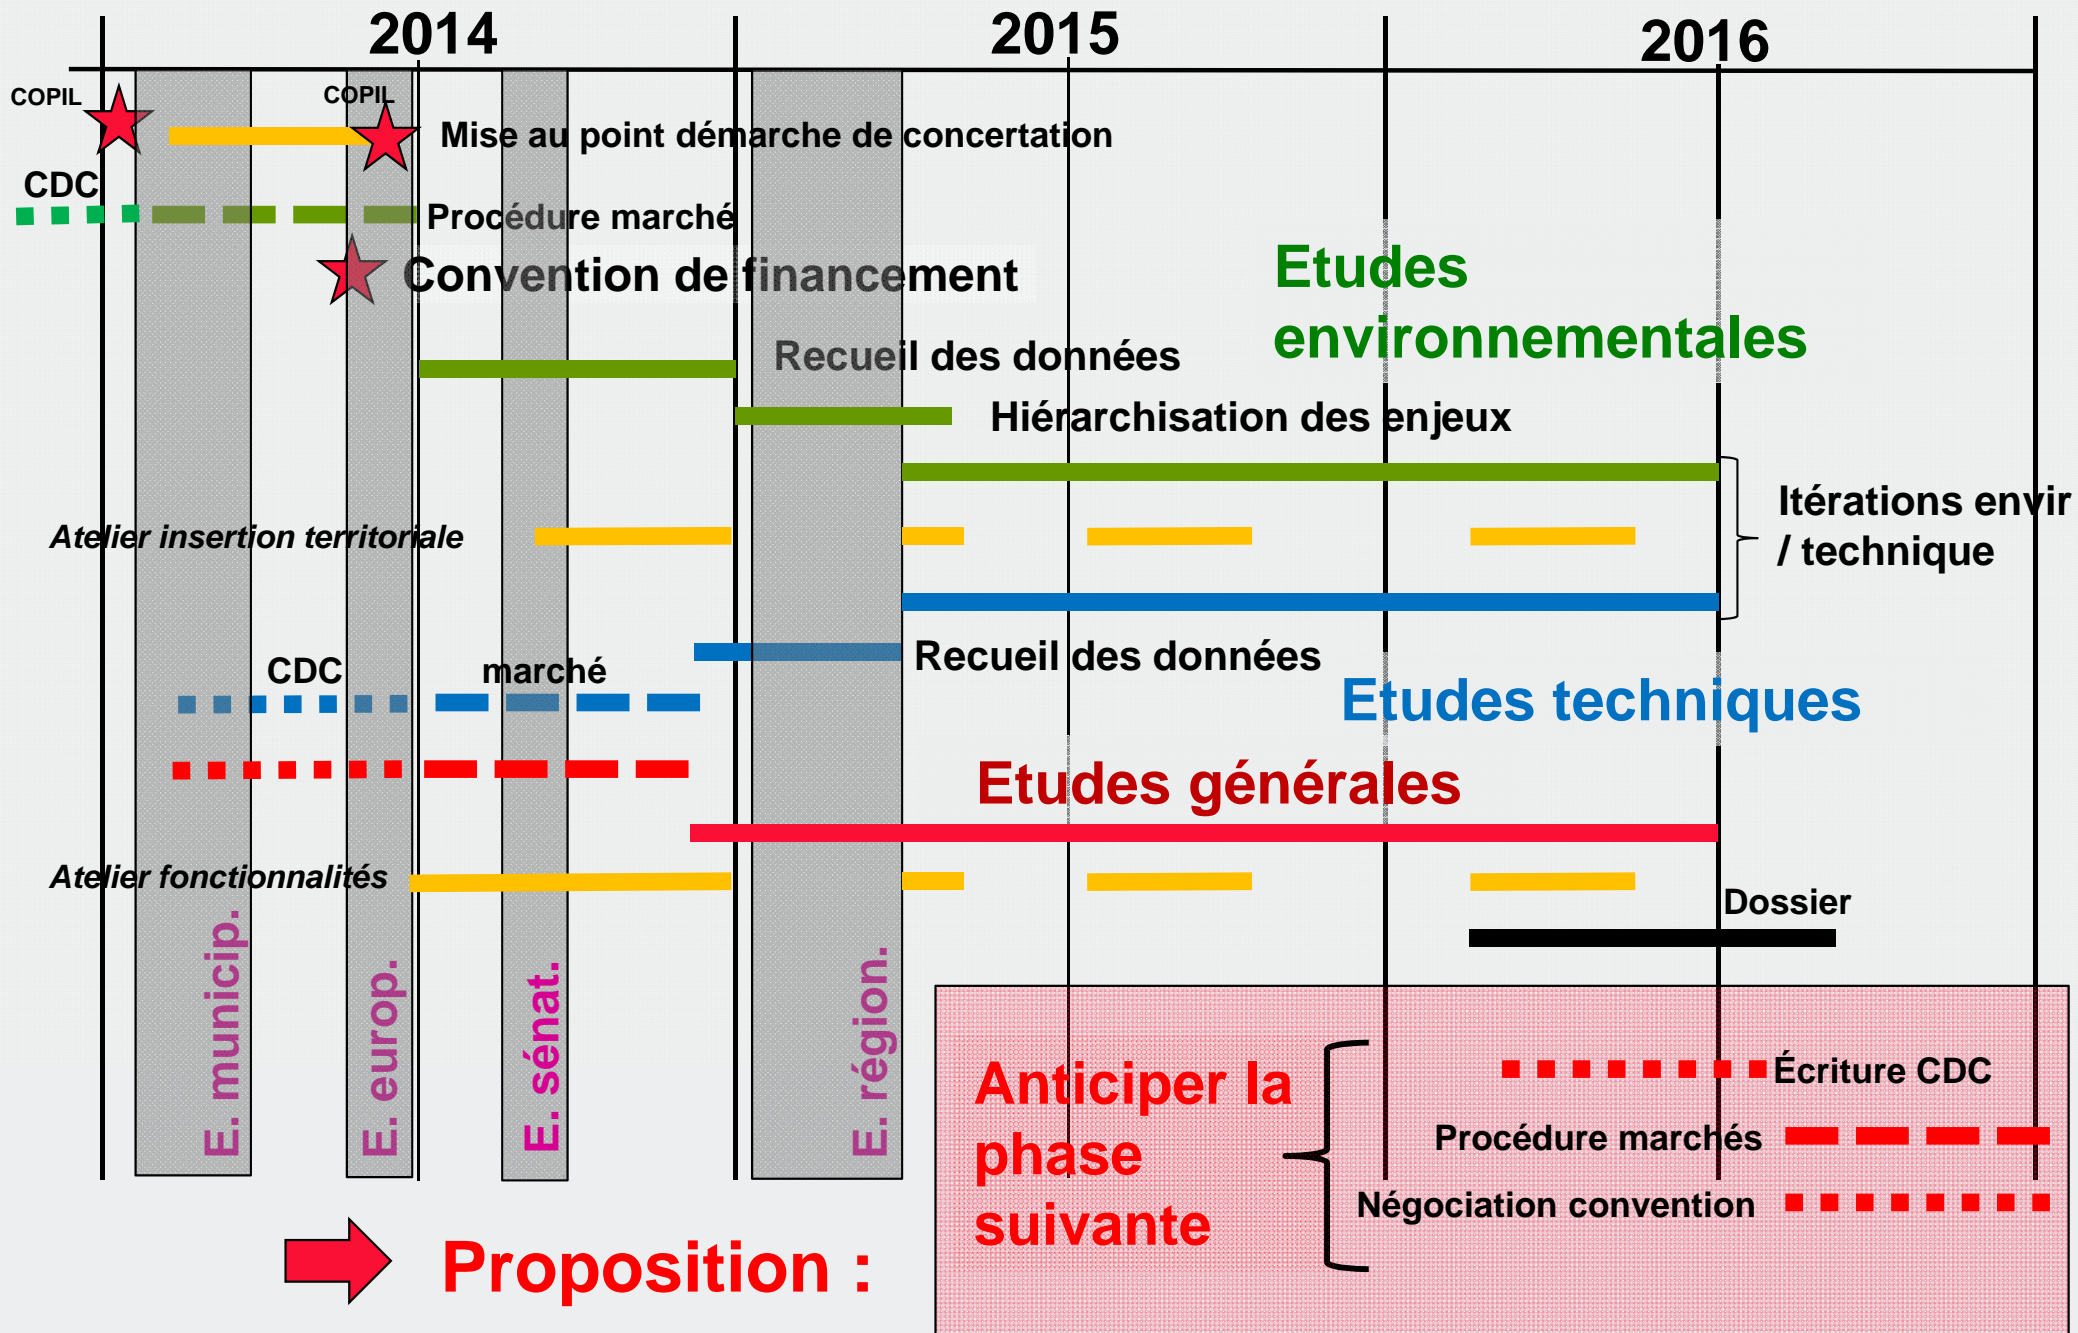 2014
2015
2016
COPIL
COPIL
Mise au point démarche de concertation
CDC
Procédure marché
Convention de financement
Etudes
environnementales
Recueil des données
Hiérarchisation des enjeux
Itérations envir
/ technique
Atelier insertion territoriale
Recueil des données
CDC
marché
Etudes techniques
Etudes générales
Atelier fonctionnalités
Dossier
E. municip.
E. europ.
E. sénat.
E. région.
Anticiper la
phase
suivante
Écriture CDC
Procédure marchés
Négociation convention
Proposition :